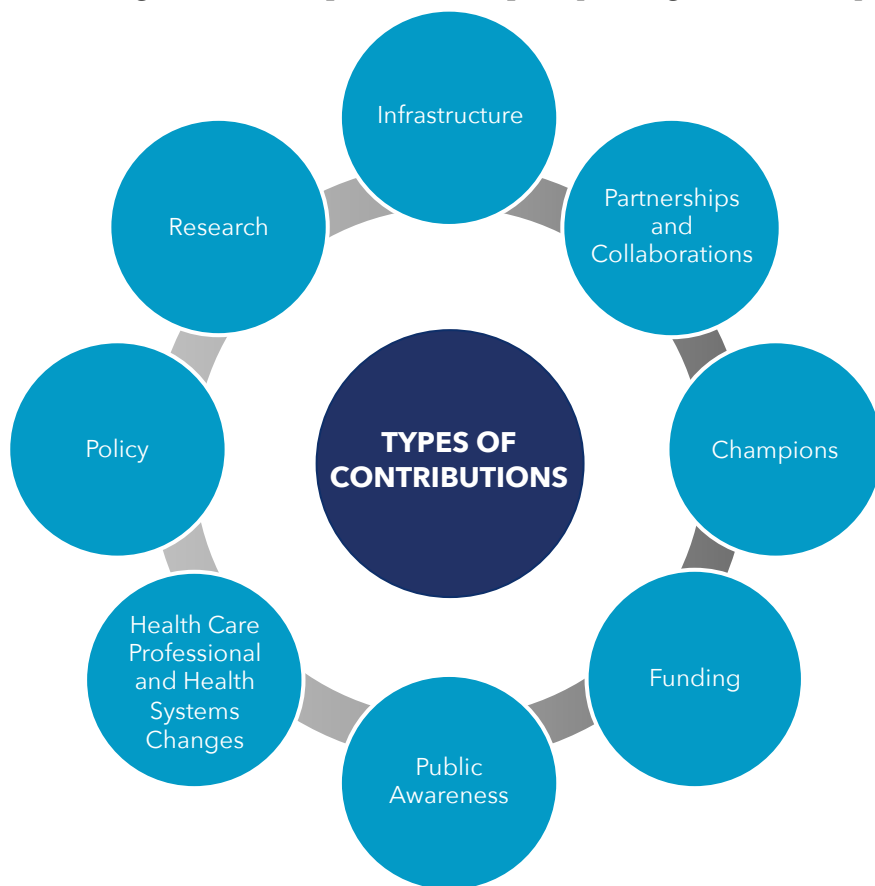 Infrastructure
Partnerships
and
Collaborations
Champions
Funding
Public
Awareness
Health Care
Professional
and Health
Systems
Changes
Policy
Research
TYPES OF
CONTRIBUTIONS